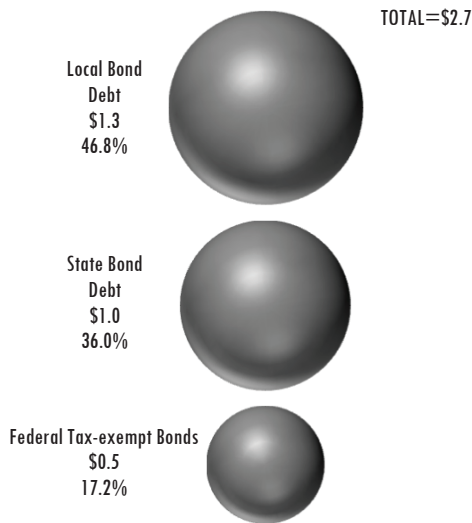 TOTAL=$2.7
Local Bond
Debt
$1.3
46.8%
State Bond
Debt
$1.0
36.0%
Federal Tax-exempt Bonds
$0.5
17.2%